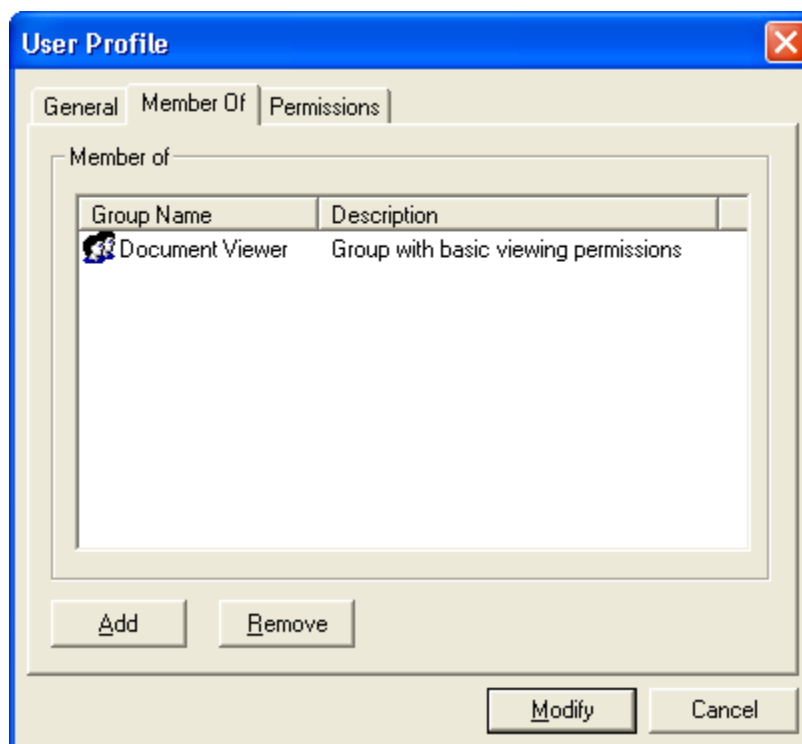 User Profile
General Member Of Permissions
Member of
Group Name Description
Document Viewer Group with basic viewing permissions
Add Remove
Modify Cancel